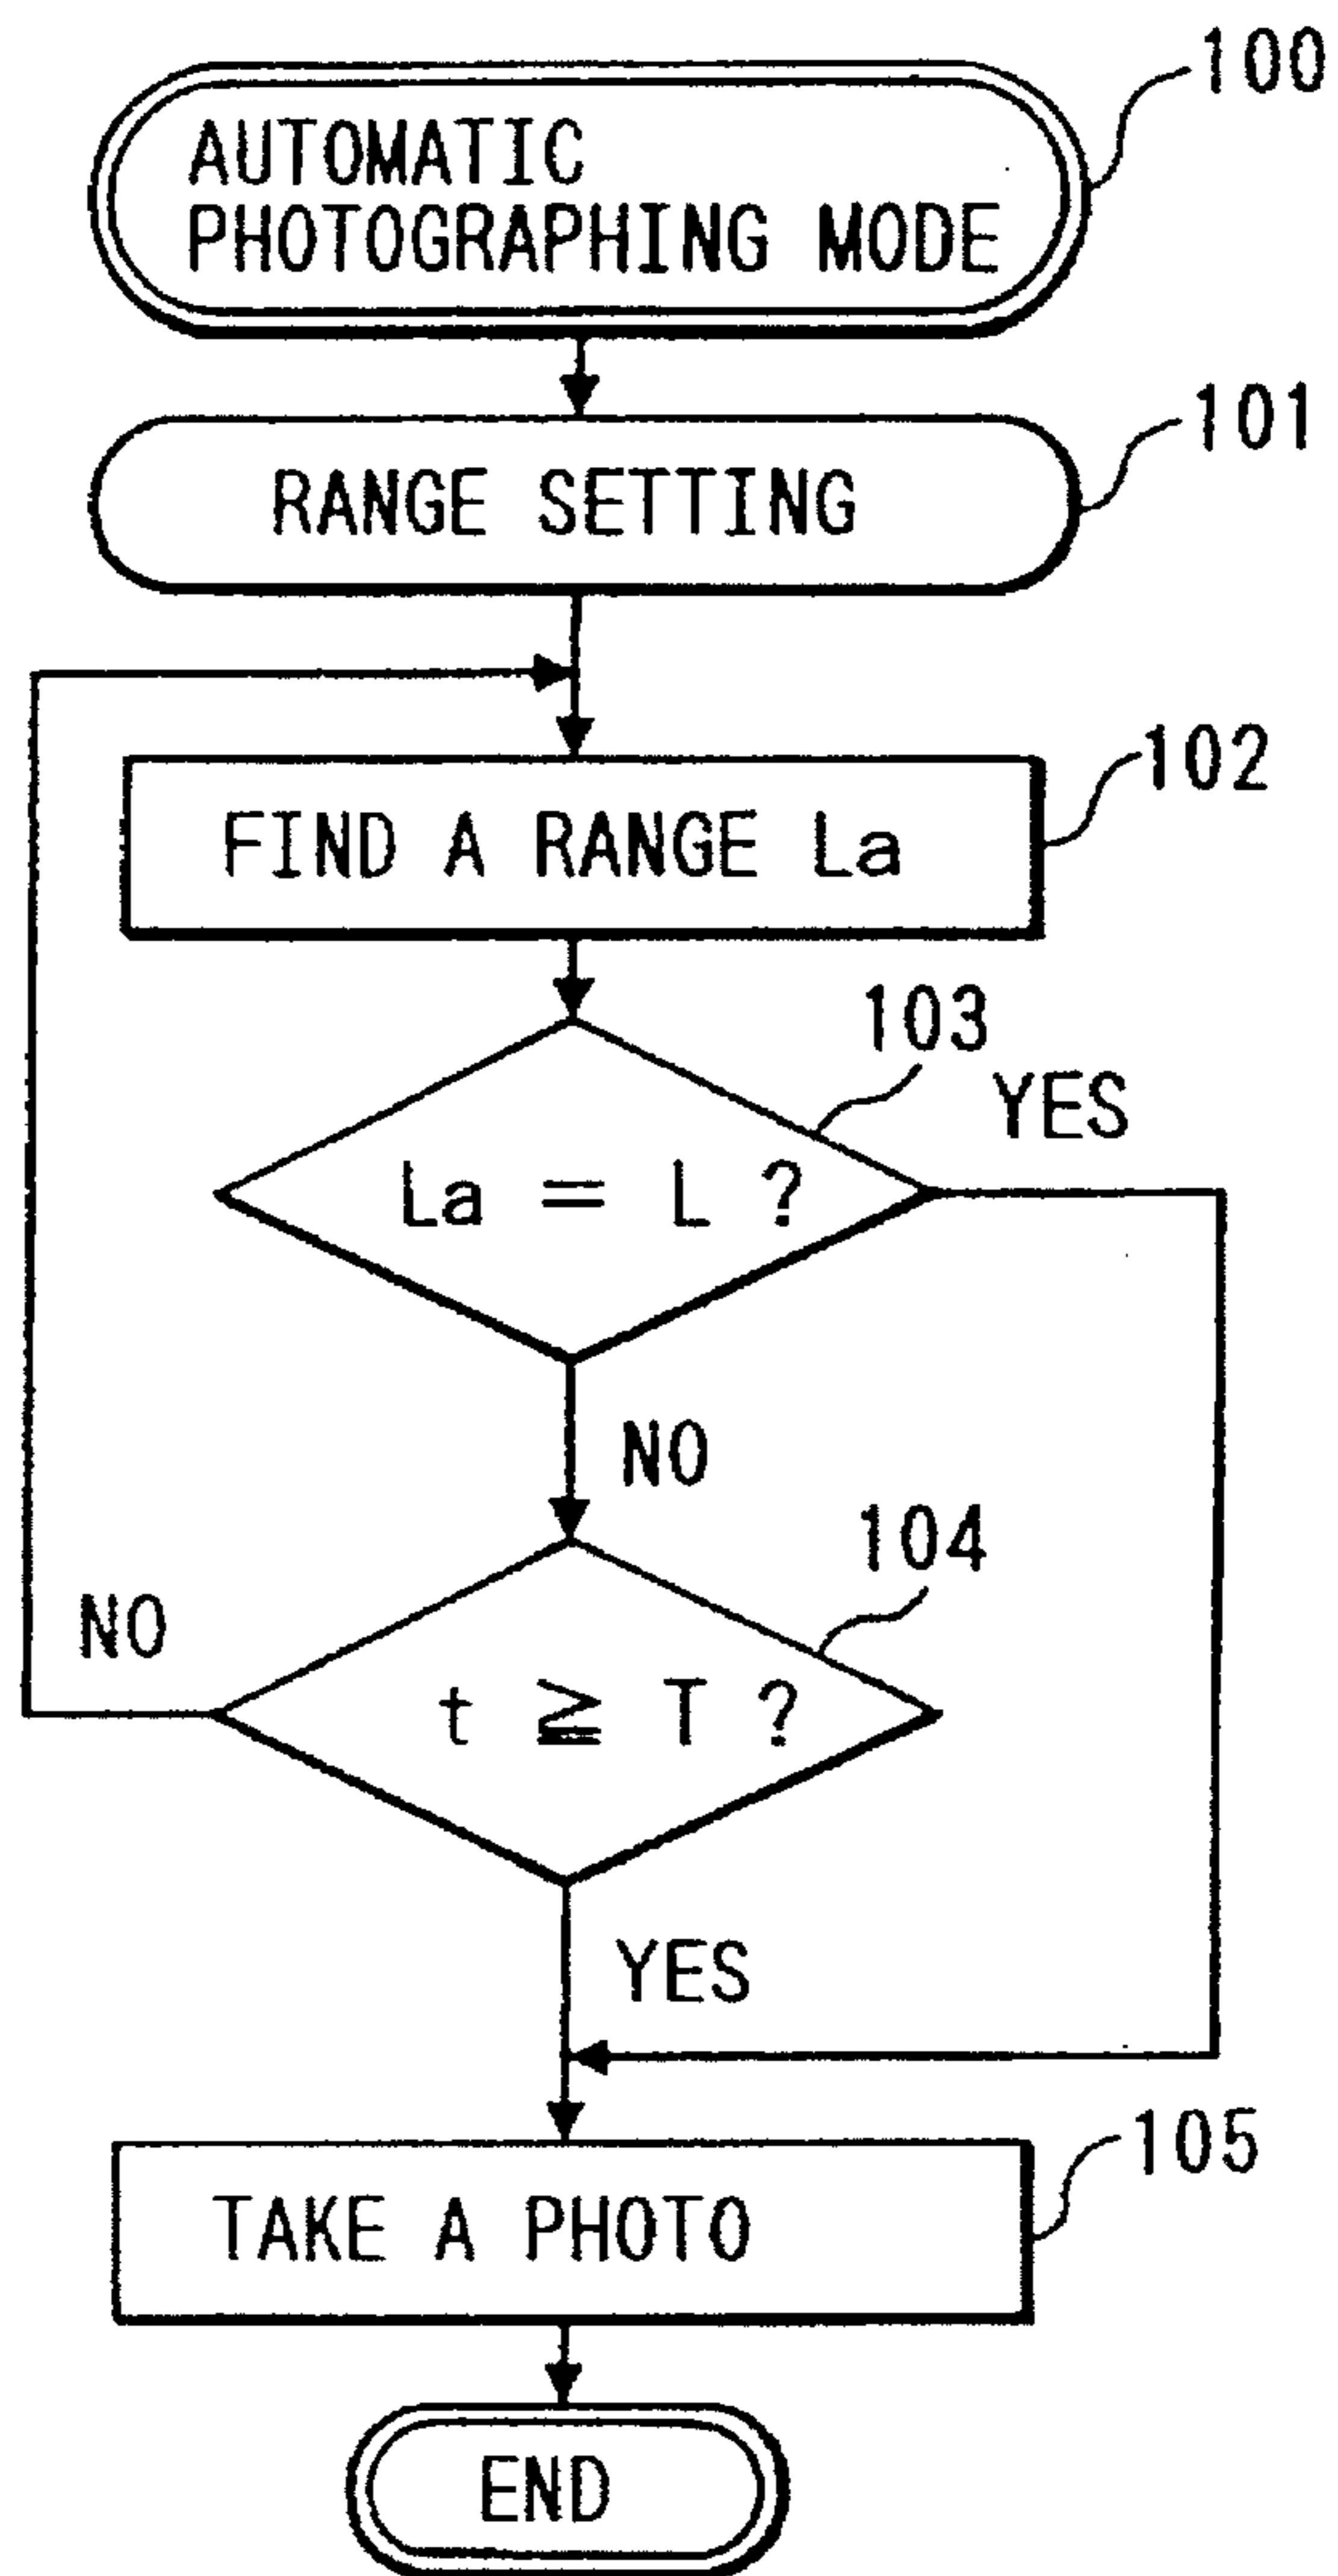 100
AUTOMATIC
PHOTOGRAPHING MODE
101
RANGE SETTING
102
FIND A RANGE La
103
YES
La = L ?
NO
104
NO
t ≧ T ?
YES
105
TAKE A PHOTO
END